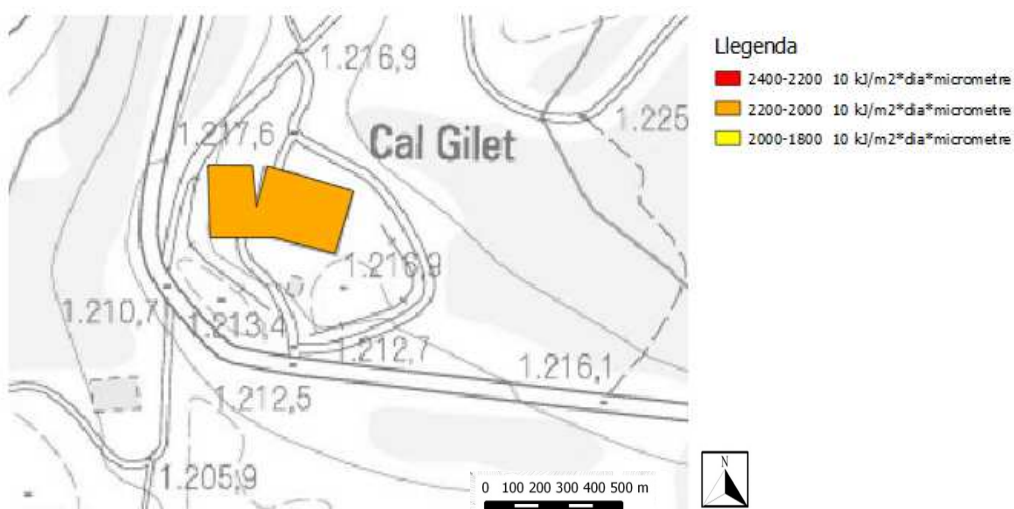 1.216,9
1.217,6
Cal Gilet
1.225
1.216,9
1.210,7
1.213,4
1.212,7
1.216,1
1.212,5
1.205,9
0 100 200 300 400 500 m
Llegenda
2400-2200 10 kJ/m2*dia*micrometre
2200-2000 10 kJ/m2*dia*micrometre
2000-1800 10 kJ/m2*dia*micrometre
N